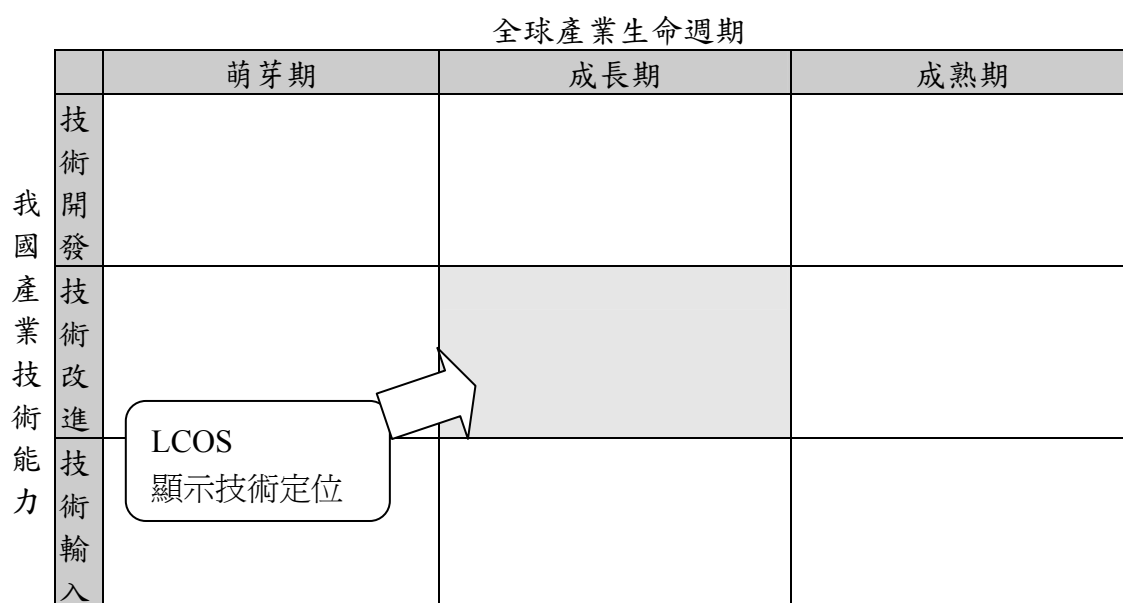 全球產業生命週期
萌芽期 成長期 成熟期
我國產業技術能力
技術開發
技術改進
技術輸入
LCOS
顯示技術定位